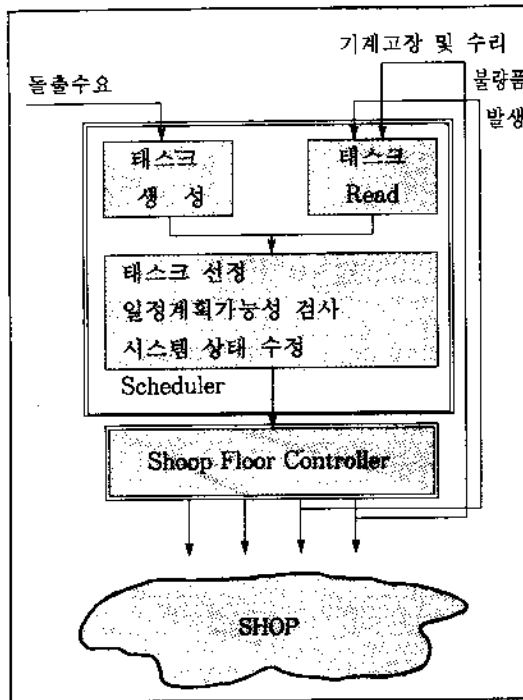 기계고장 및 수리
돌출수요
불량품
발생
태스크
생 성
태스크
Read
태스크 선정
일정계획가능성 검사
시스템 상태 수정
Scheduler
Shoop Floor Controller
SHOP